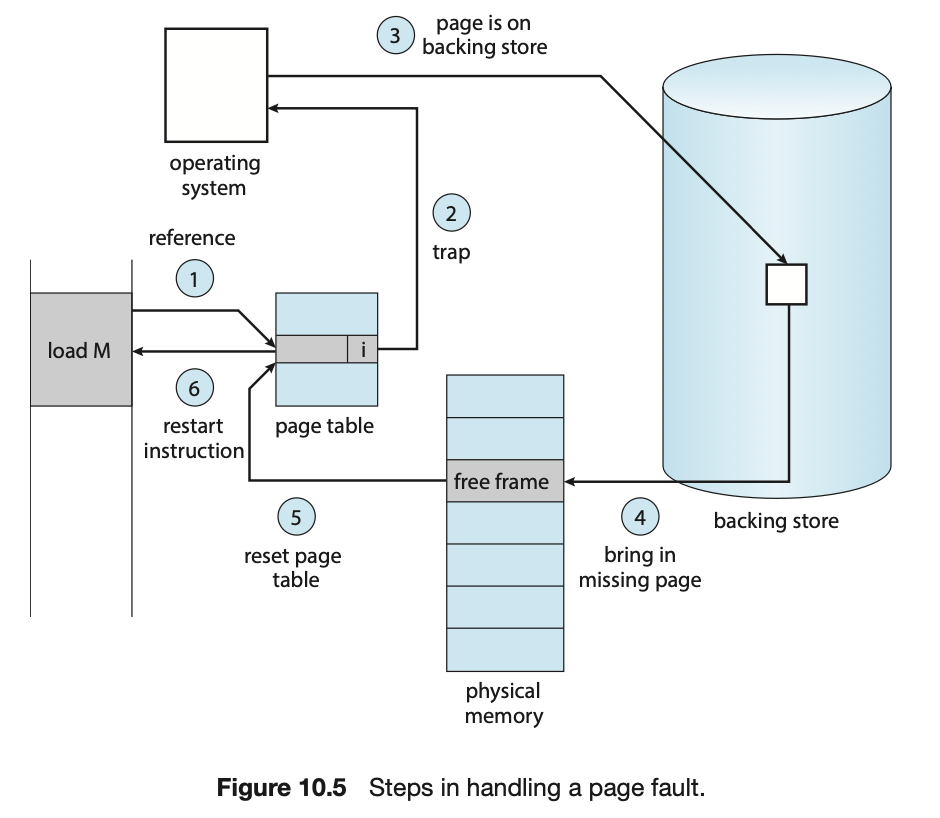 3
page is on
backing store
operating
system
2
trap
reference
1
load M
i
6
restart
instruction
page table
free frame
5
reset page
table
4
bring in
missing page
backing store
physical
memory
Figure 10.5 Steps in handling a page fault.